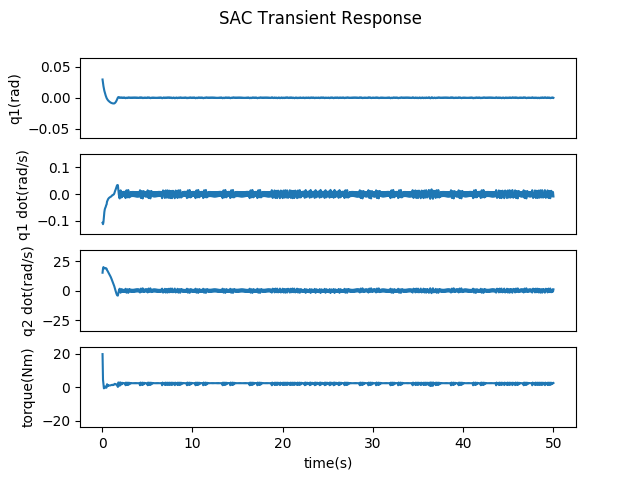 SAC Transient Response
0.05
0.00
−0.05
q1(rad)
0.1
0.0
−0.1
q1 dot(rad/s)
25
0
−25
q2 dot(rad/s)
20
0
−20
torque(Nm)
0 10 20 30 40 50
time(s)